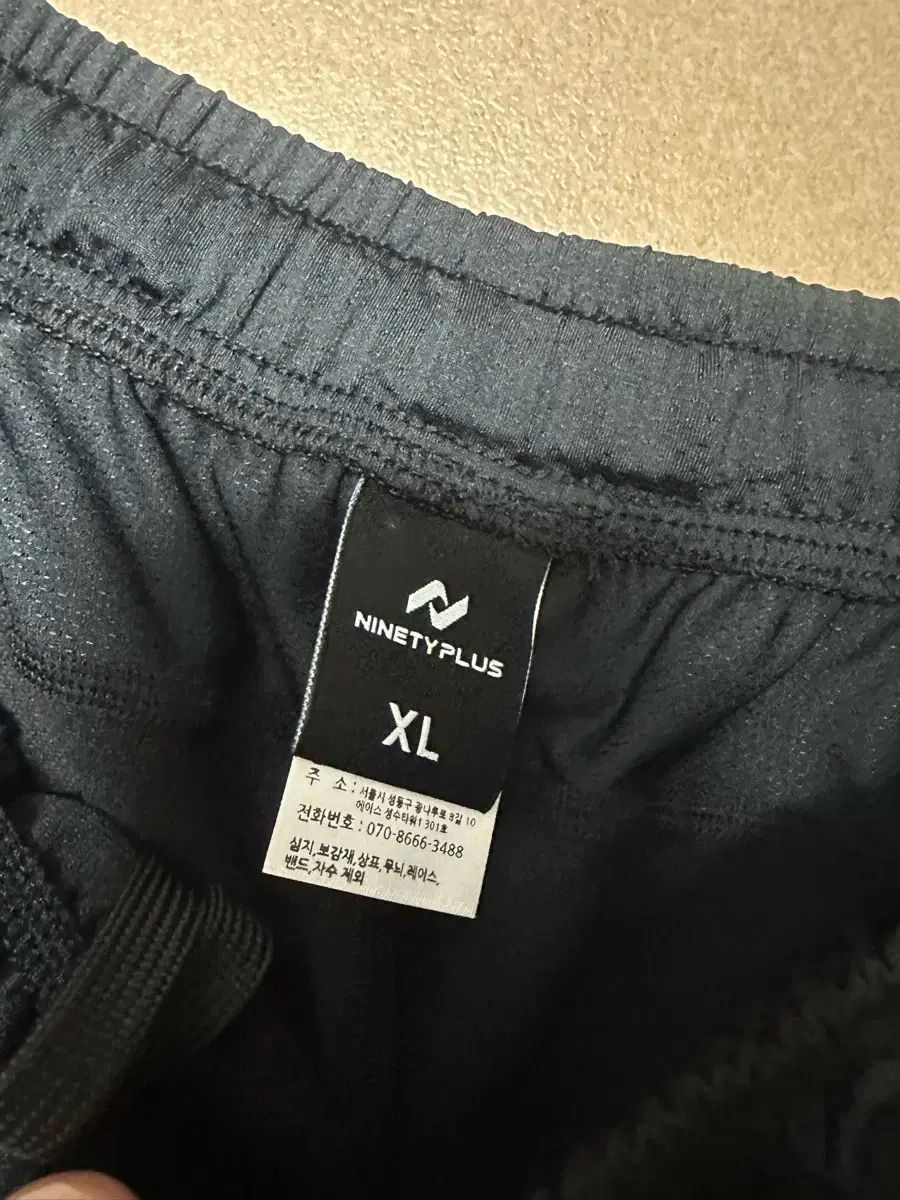 NINETYPLUS
XL
주 소 : 서울시 성동구 광나루로 8길 10
에이스 성수타워1 301호
전화번호 : 070-8666-3488
심지,보강재,상표,무늬,레이스,
밴드,자수 제외